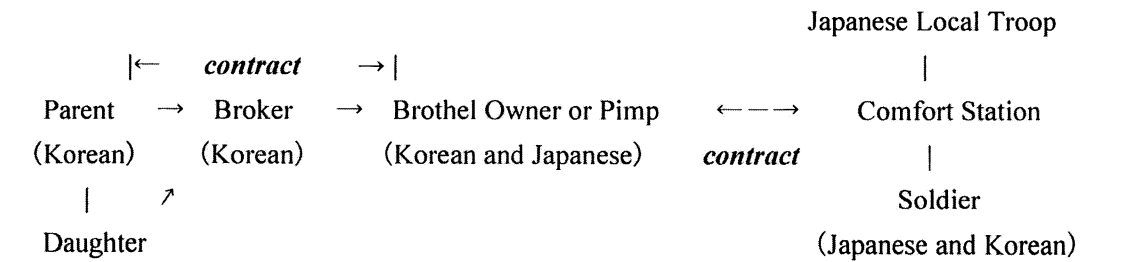 Japanese Local Troop
|← contract →| |
Parent → Broker → Brothel Owner or Pimp ←−−→ Comfort Station
(Korean) (Korean) (Korean and Japanese) contract |
| ↗ Soldier
Daughter (Japanese and Korean)